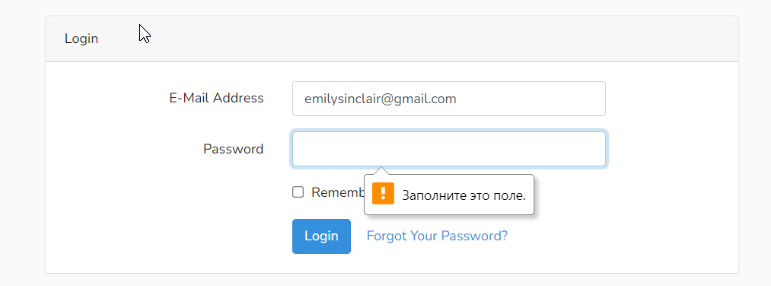 Login
E-Mail Address
emilysinclair@gmail.com
Password
Rememb
Заполните это поле.
Login
Forgot Your Password?